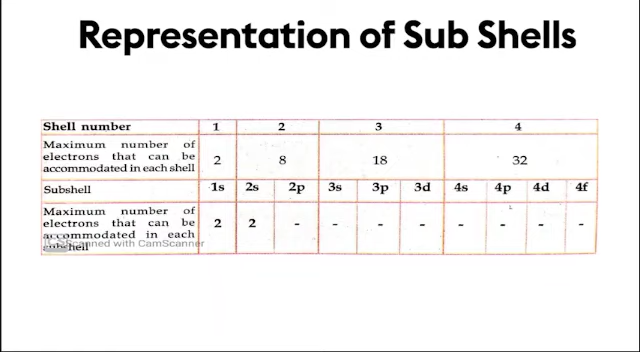 Representation of Sub Shells
Shell number 1 2 3 4
Maximum number of
electrons that can be
accommodated in each shell 2 8 18 32
Subshell 1s 2s 2p 3s 3p 3d 4s 4p 4d 4f
Maximum number of
electrons that can be
accommodated in each 2 2 - - - - - - - -
subshell
Scanned with CamScanner